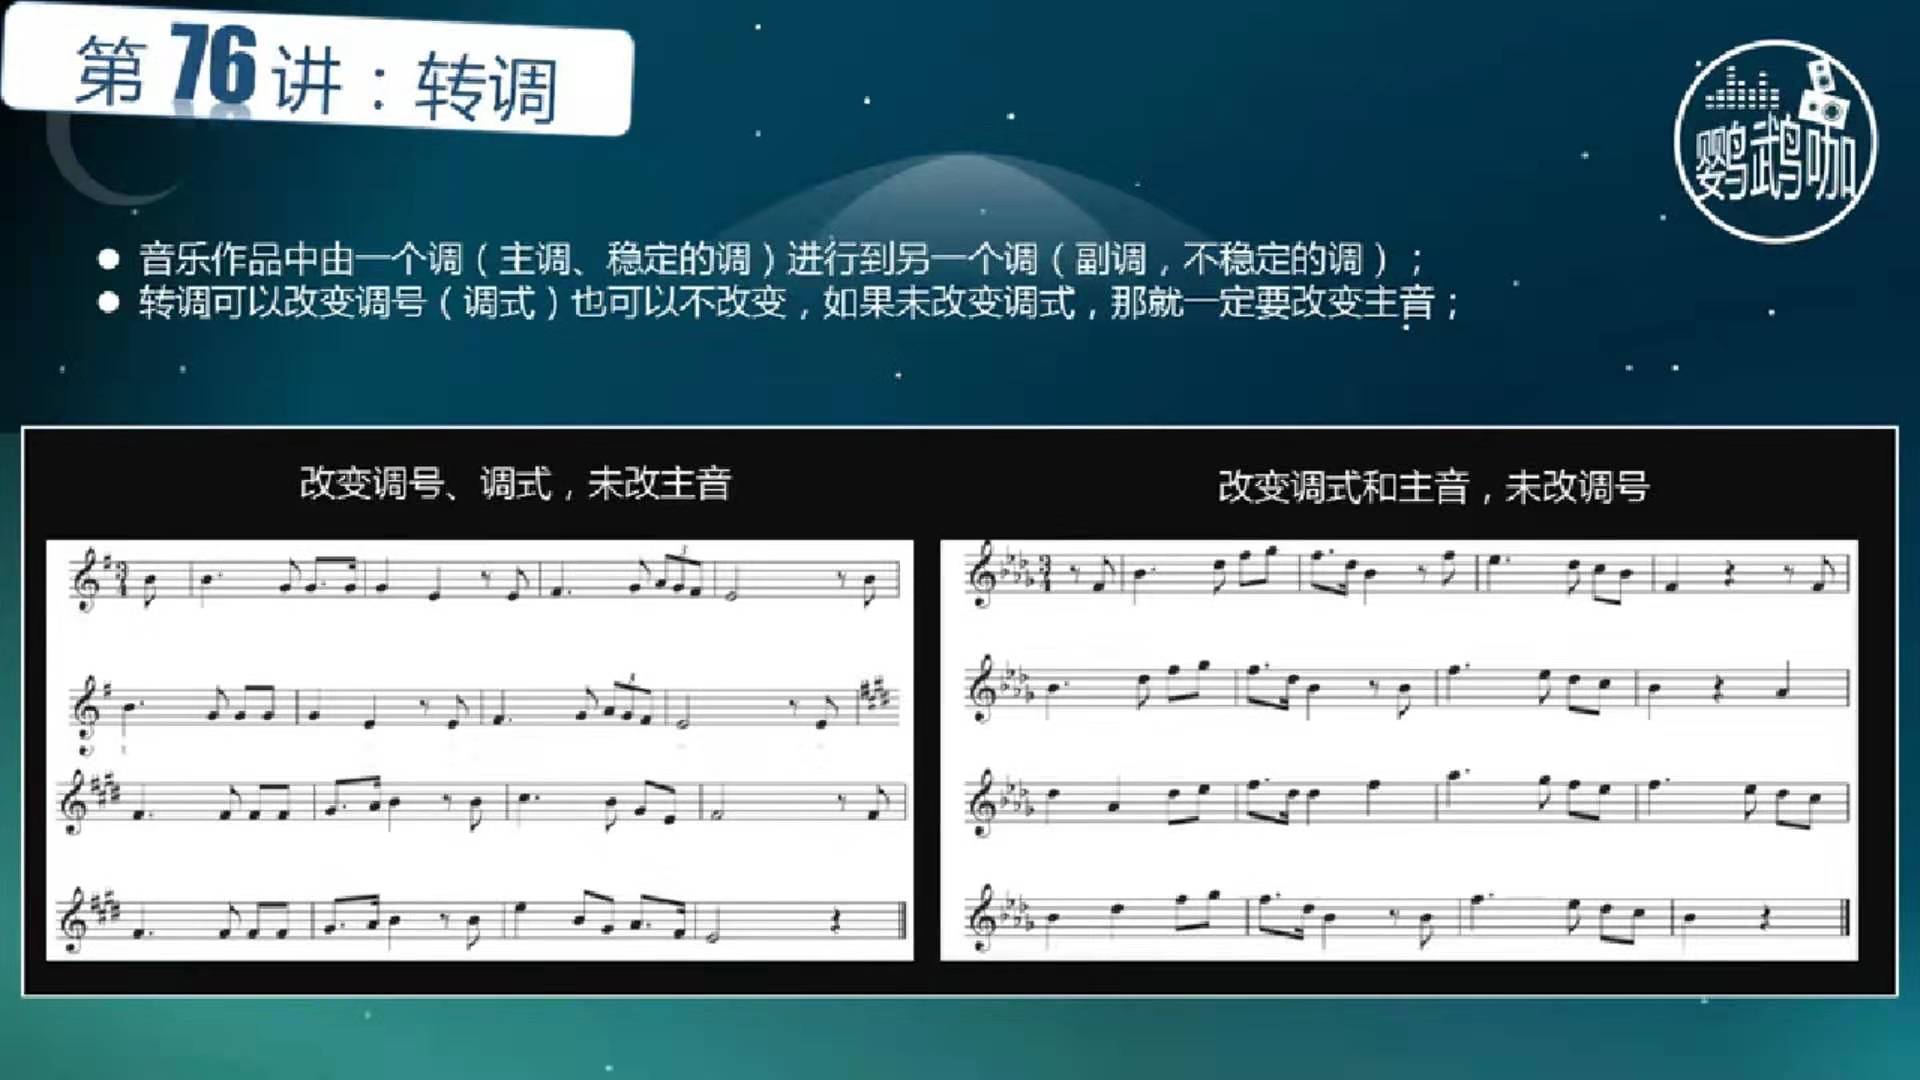 第76讲：转调
鹦鹉咖
● 音乐作品中由一个调（主调、稳定的调）进行到另一个调（副调，不稳定的调）；
● 转调可以改变调号（调式）也可以不改变，如果未改变调式，那就一定要改变主音；
改变调号、调式，未改主音
改变调式和主音，未改调号